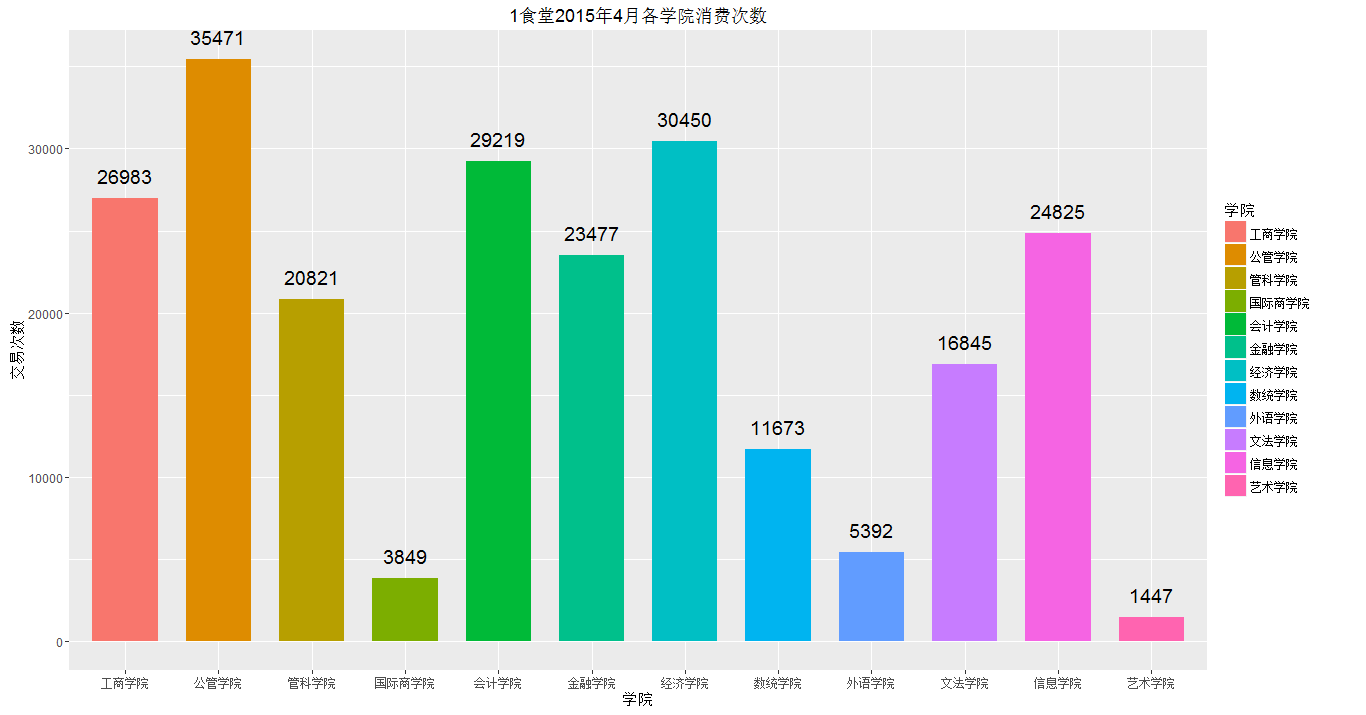 1食堂2015年4月各学院消费次数
35471
30450
30000
29219
26983
24825
23477
20821
20000
16845
11673
10000
5392
3849
1447
0
交易次数
工商学院 公管学院 管科学院 国际商学院 会计学院 金融学院 经济学院 数统学院 外语学院 文法学院 信息学院 艺术学院
学院
学院
工商学院
公管学院
管科学院
国际商学院
会计学院
金融学院
经济学院
数统学院
外语学院
文法学院
信息学院
艺术学院